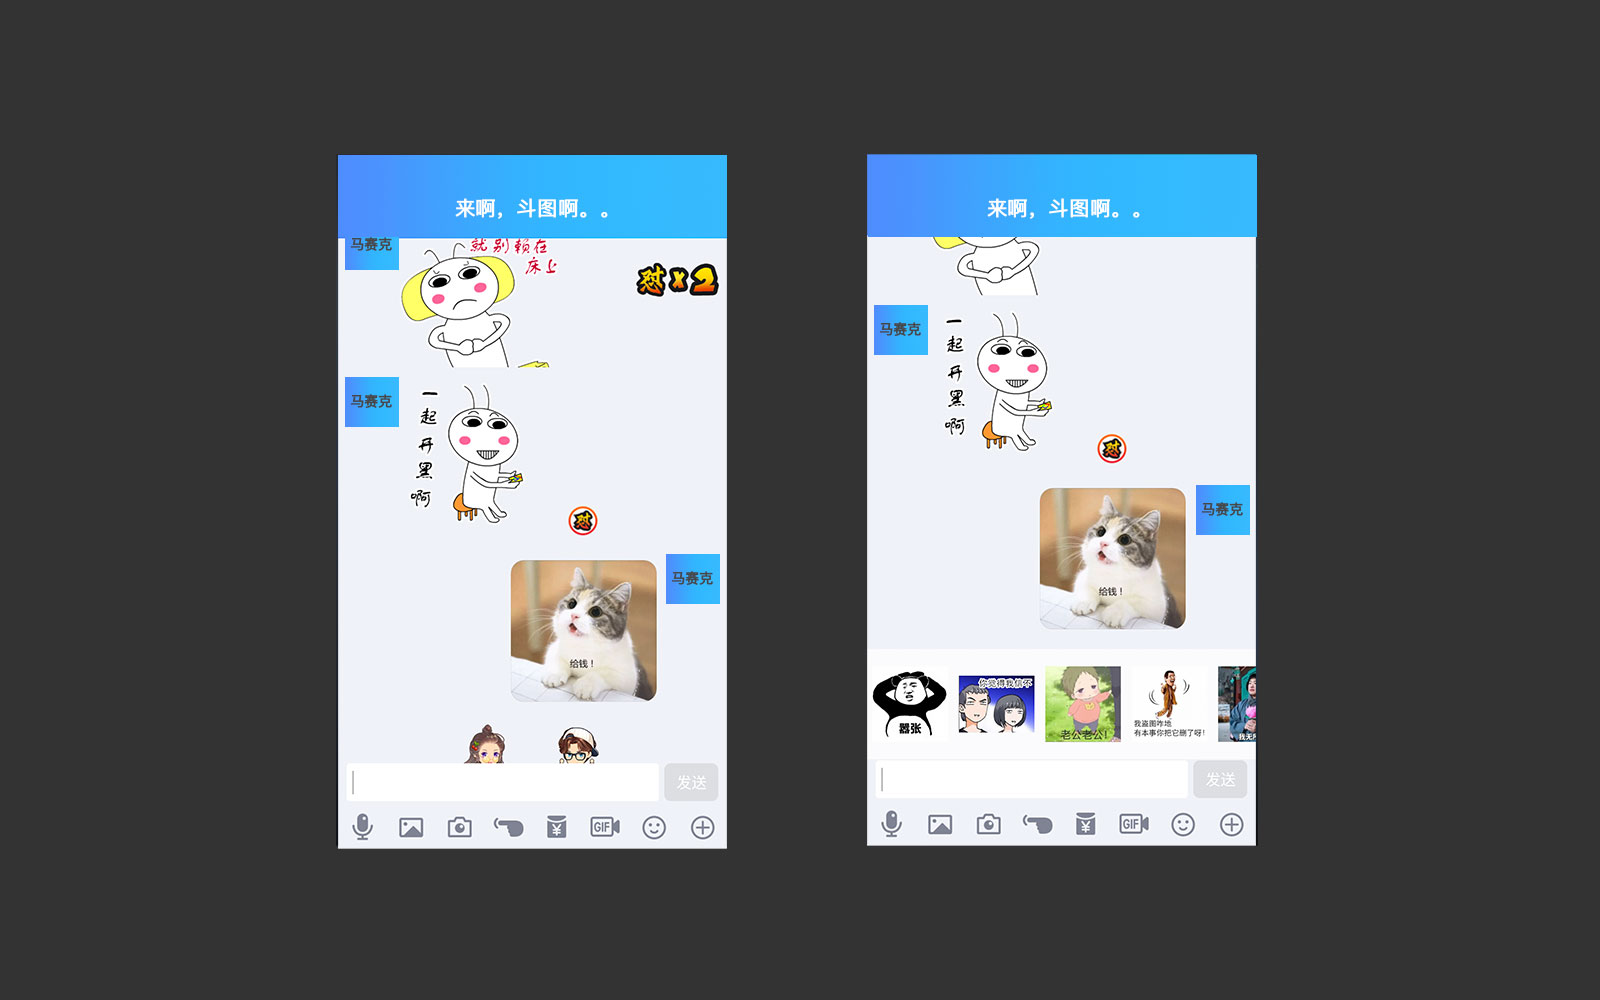 来啊，斗图啊。。
马赛克
就别赖在
床上
怼x2
马赛克
一起开黑啊
怼
马赛克
给钱！
发送
¥
GIF
来啊，斗图啊。。
马赛克
一起开黑啊
怼
马赛克
给钱！
嚣张
你觉得我信不
老公老公！
我盗图咋地
有本事你把它删了呀！
发送
¥
GIF